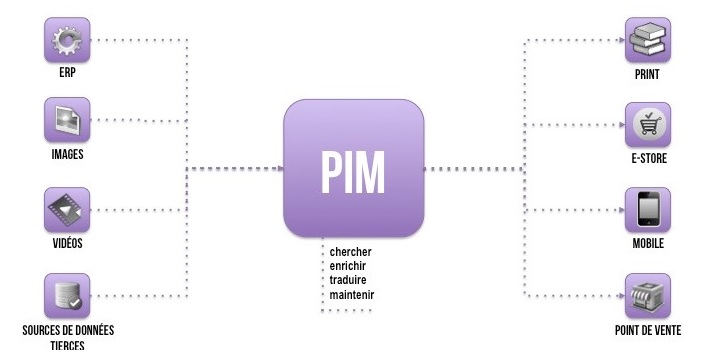 ERP
IMAGES
VIDÉOS
SOURCES DE DONNÉES
TIERCES
PIM
chercher
enrichir
traduire
maintenir
PRINT
E-STORE
MOBILE
POINT DE VENTE